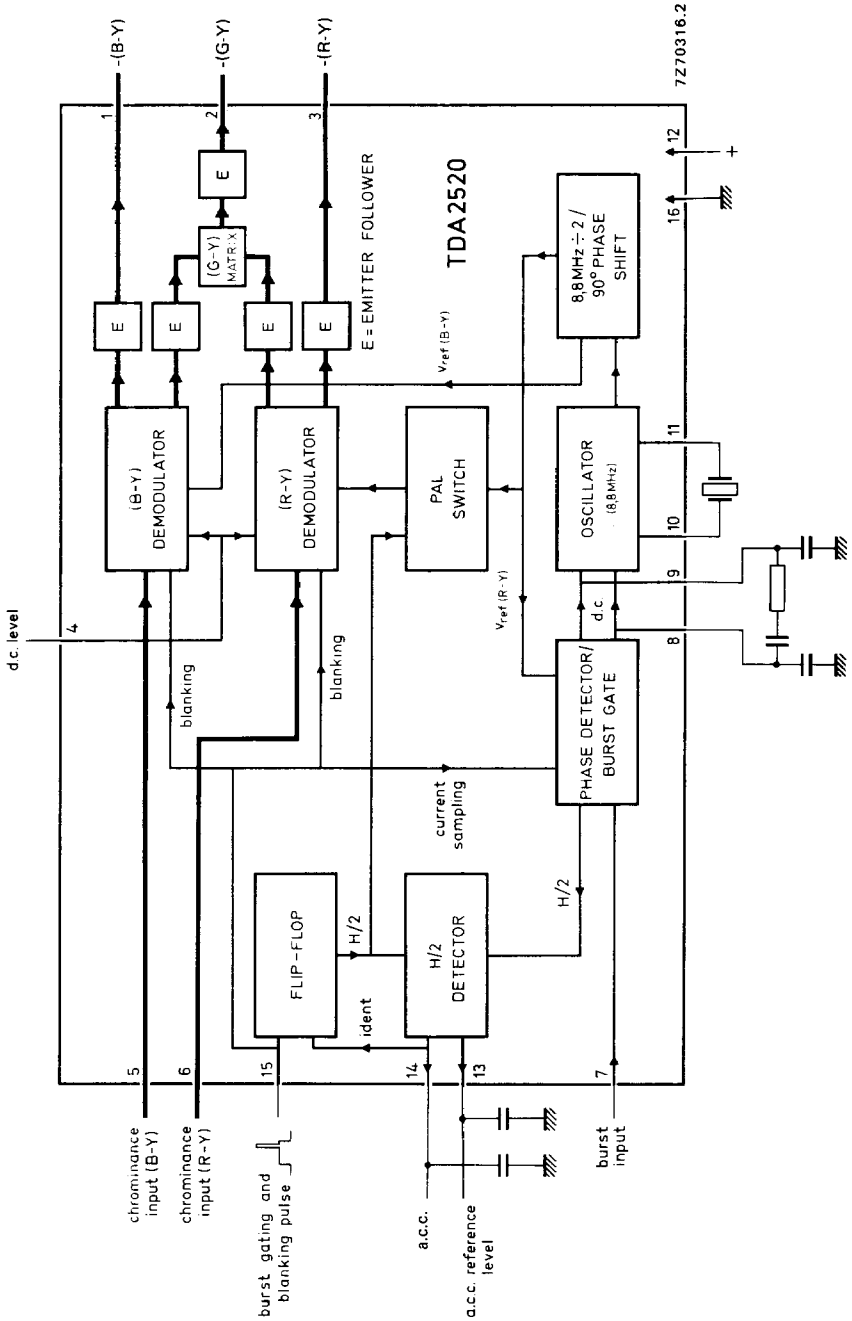 d.c. level
4
chrominance
input (B-Y)
5
chrominance
input (R-Y)
6
burst gating and
blanking pulse
15
a.c.c.
14
a.c.c. reference
level
13
burst
input
7
blanking
blanking
(B-Y)
DEMODULATOR
(R-Y)
DEMODULATOR
E
E
E
E
(G-Y)
MATRIX
E
1
-(B-Y)
2
-(G-Y)
3
-(R-Y)
E = EMITTER FOLLOWER
TDA2520
FLIP-FLOP
H/2
ident
H/2
DETECTOR
H/2
current
sampling
PAL
SWITCH
Vref (B-Y)
Vref (R-Y)
PHASE DETECTOR/
BURST GATE
d.c.
OSCILLATOR
(8,8MHz)
8,8MHz ÷ 2 /
90° PHASE
SHIFT
8
9
10
11
16
12
+
7Z70316.2